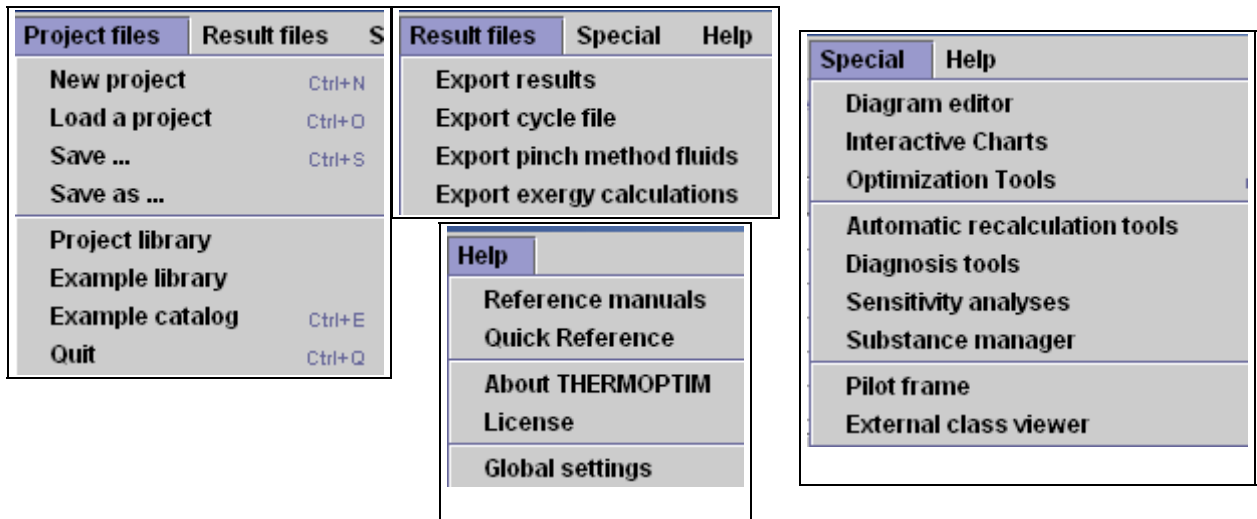 Project files Result files S
New project Ctrl+N
Load a project Ctrl+O
Save ... Ctrl+S
Save as ...
Project library
Example library
Example catalog Ctrl+E
Quit Ctrl+Q
Result files Special Help
Export results
Export cycle file
Export pinch method fluids
Export exergy calculations
Help
Reference manuals
Quick Reference
About THERMOPTIM
License
Global settings
Special Help
Diagram editor
Interactive Charts
Optimization Tools
Automatic recalculation tools
Diagnosis tools
Sensitivity analyses
Substance manager
Pilot frame
External class viewer